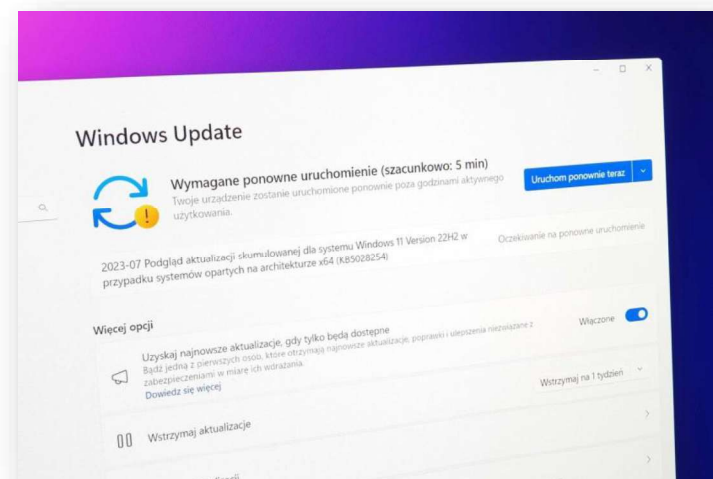 Windows Update
Wymagane ponowne uruchomienie (szacunkowo: 5 min)
Twoje urządzenie zostanie uruchomione ponownie poza godzinami aktywnego
użytkowania.
Uruchom ponownie teraz
2023-07 Podgląd aktualizacji skumulowanej dla systemu Windows 11 Version 22H2 w
przypadku systemów opartych na architekturze x64 (KB5028254)
Oczekiwanie na ponowne uruchomienie
Więcej opcji
Uzyskaj najnowsze aktualizacje, gdy tylko będą dostępne
Bądź jedną z pierwszych osób, które otrzymają najnowsze aktualizacje, poprawki i ulepszenia niezwiązane z
zabezpieczeniami w miarę ich wdrażania.
Dowiedz się więcej
Włączone
Wstrzymaj aktualizacje
Wstrzymaj na 1 tydzień